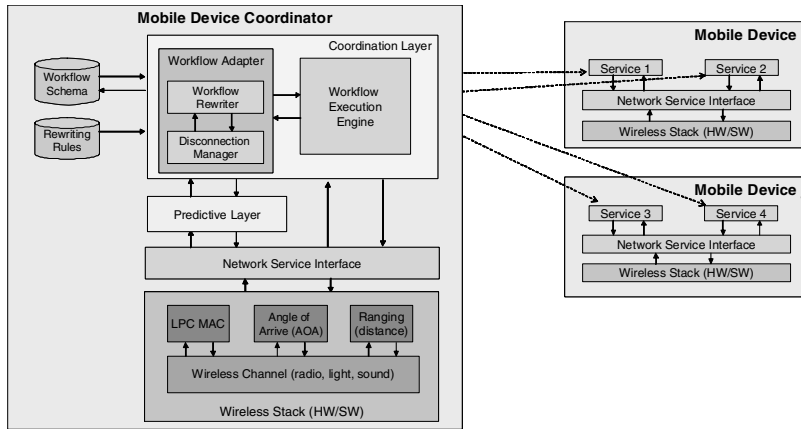 Mobile Device Coordinator
Coordination Layer
Workflow Adapter
Workflow
Rewriter
Disconnection
Manager
Workflow
Execution
Engine
Workflow
Schema
Rewriting
Rules
Predictive Layer
Network Service Interface
LPC MAC
Angle of
Arrive (AOA)
Ranging
(distance)
Wireless Channel (radio, light, sound)
Wireless Stack (HW/SW)
Mobile Device
Service 1
Service 2
Network Service Interface
Wireless Stack (HW/SW)
Mobile Device
Service 3
Service 4
Network Service Interface
Wireless Stack (HW/SW)